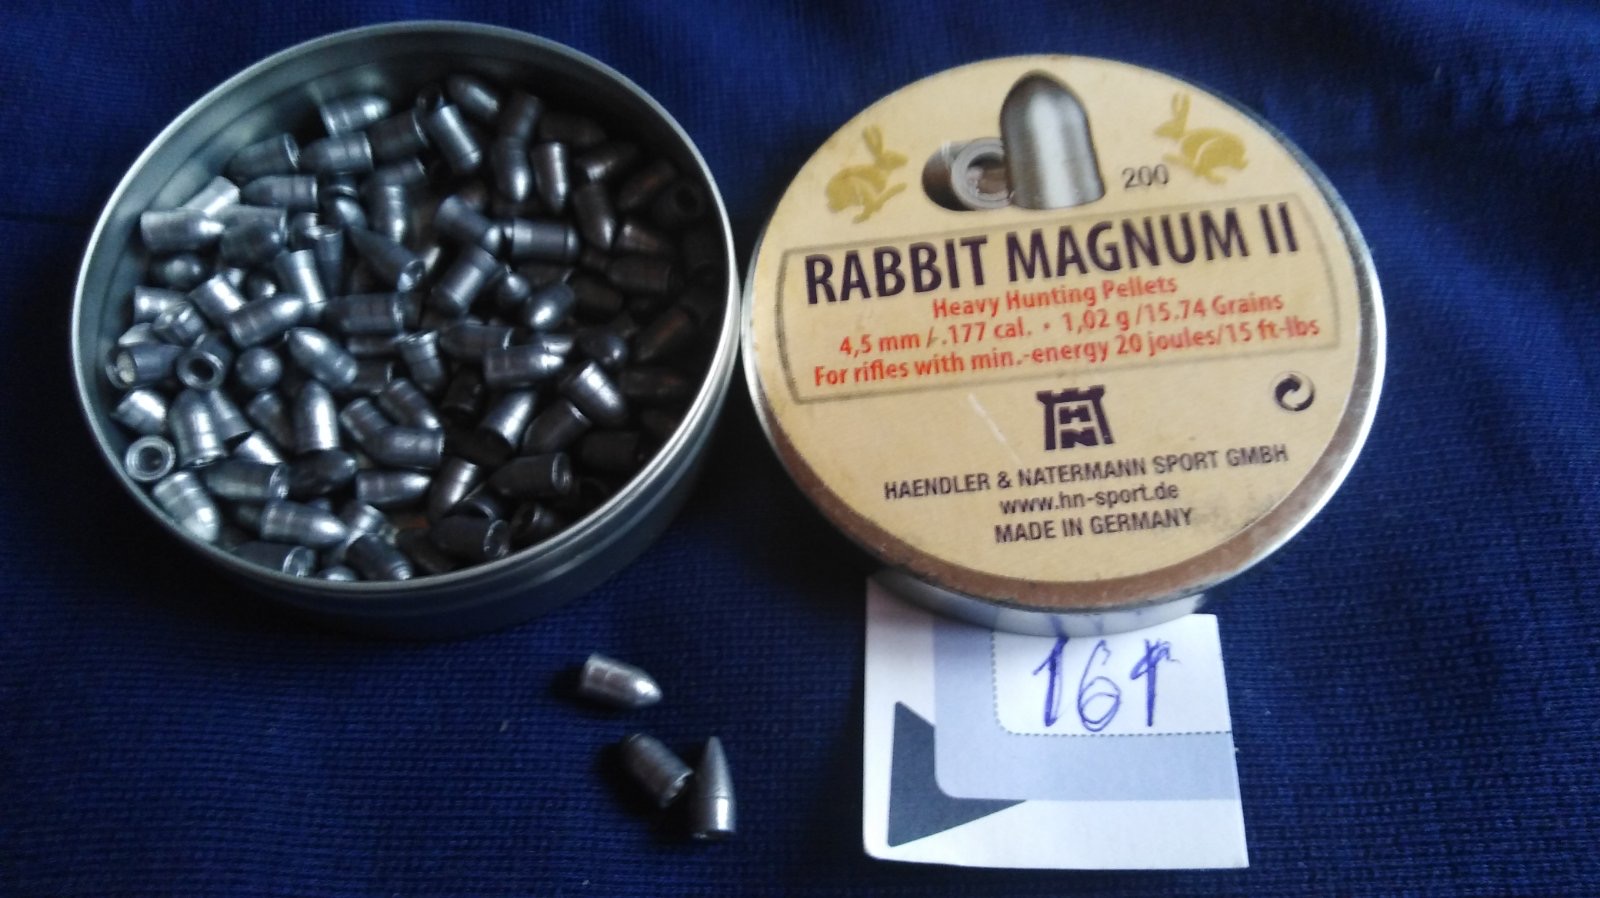 200
RABBIT MAGNUM II
Heavy Hunting Pellets
4,5 mm /.177 cal. • 1,02 g /15.74 Grains
For rifles with min.-energy 20 joules/15 ft-lbs
HN
HAENDLER & NATERMANN SPORT GMBH
www.hn-sport.de
MADE IN GERMANY